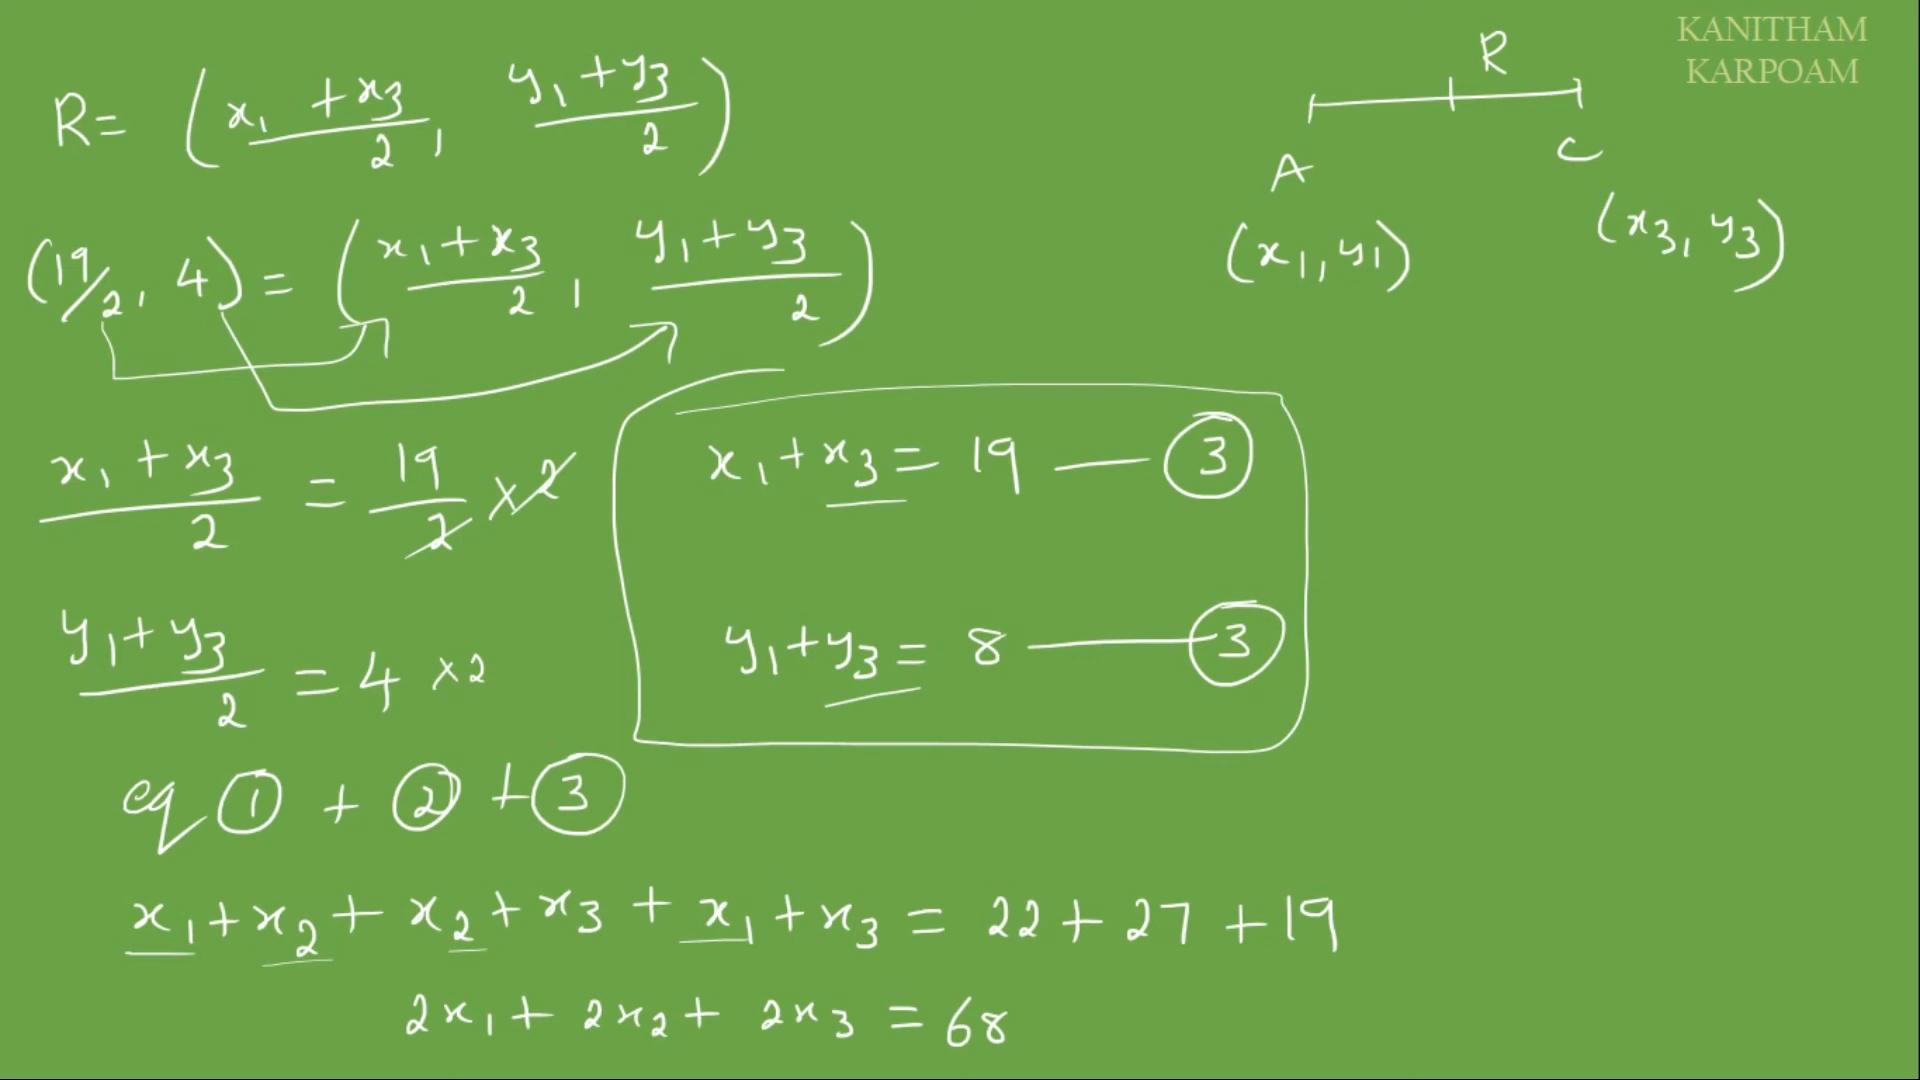 KANITHAM
KARPOAM
R= (x₁+x₃/2, y₁+y₃/2)
R
A
C
(x₁,y₁)
(x₃, y₃)
(19/2, 4) = (x₁+x₃/2, y₁+y₃/2)
x₁+x₃/2 = 19/2 ×2
x₁+x₃= 19 — 3
y₁+y₃/2 = 4 ×2
y₁+y₃= 8 — 3
eq 1 + 2 + 3
x₁+x₂+x₂+x₃+x₁+x₃ = 22+27+19
2x₁+2x₂+2x₃ = 68